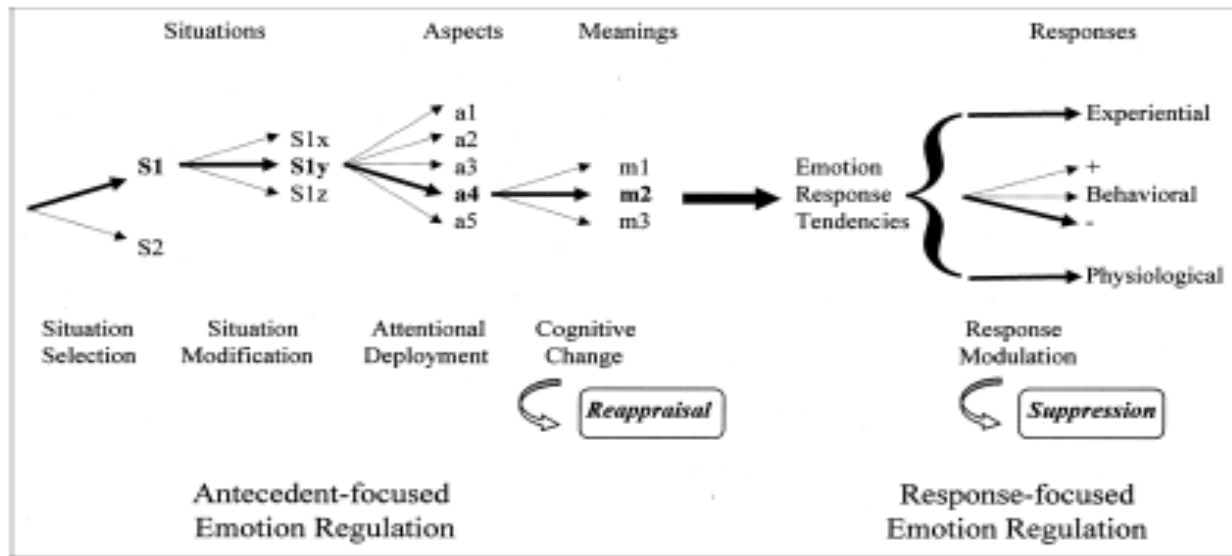 Situations Aspects Meanings Responses
a1 Experiential
S1x a2
S1 S1y a3 m1 Emotion +
S1z a4 m2 Response Behavioral
S2 a5 m3 Tendencies -
Physiological
Situation Situation Attentional Cognitive Response
Selection Modification Deployment Change Modulation
Reappraisal Suppression
Antecedent-focused Response-focused
Emotion Regulation Emotion Regulation